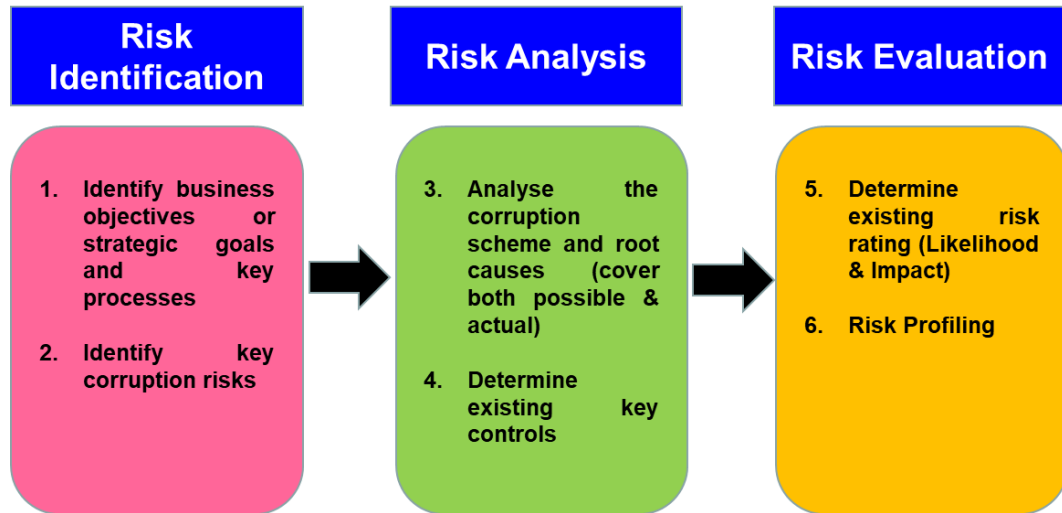 Risk
Identification
1. Identify business
objectives or
strategic goals
and key
processes
2. Identify key
corruption risks
Risk Analysis
3. Analyse the
corruption
scheme and root
causes (cover
both possible &
actual)
4. Determine
existing key
controls
Risk Evaluation
5. Determine
existing risk
rating (Likelihood
& Impact)
6. Risk Profiling